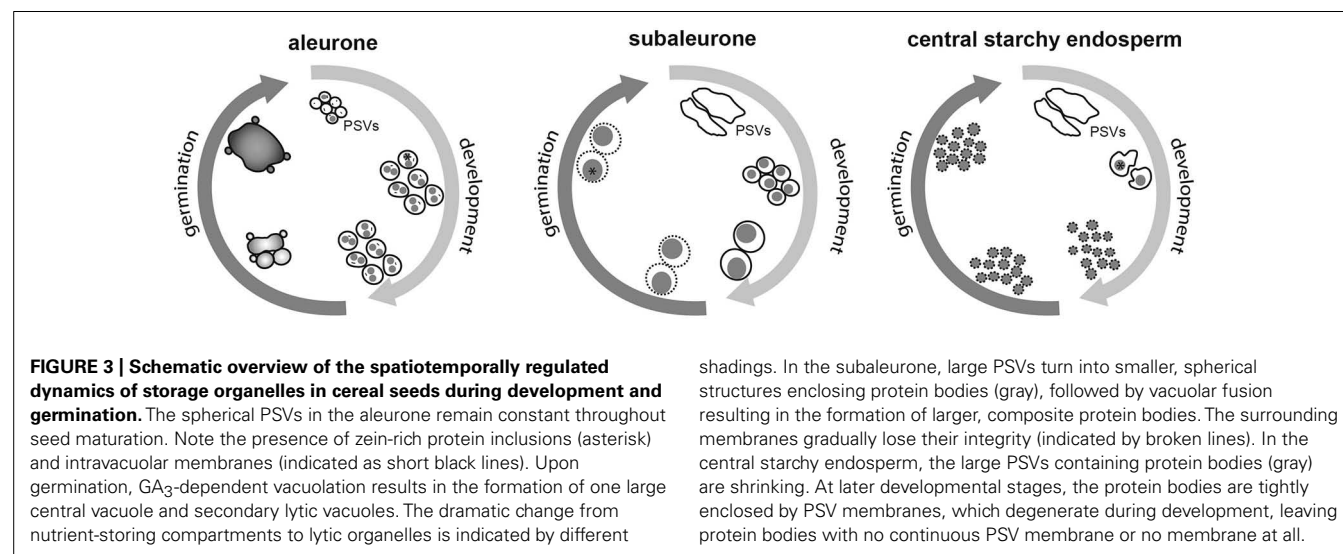 aleurone
subaleurone
central starchy endosperm
PSVs
development
germination
PSVs
development
germination
PSVs
development
germination
FIGURE 3 | Schematic overview of the spatiotemporally regulated
dynamics of storage organelles in cereal seeds during development and
germination. The spherical PSVs in the aleurone remain constant throughout
seed maturation. Note the presence of zein-rich protein inclusions (asterisk)
and intravacuolar membranes (indicated as short black lines). Upon
germination, GA3-dependent vacuolation results in the formation of one large
central vacuole and secondary lytic vacuoles. The dramatic change from
nutrient-storing compartments to lytic organelles is indicated by different
shadings. In the subaleurone, large PSVs turn into smaller, spherical
structures enclosing protein bodies (gray), followed by vacuolar fusion
resulting in the formation of larger, composite protein bodies. The surrounding
membranes gradually lose their integrity (indicated by broken lines). In the
central starchy endosperm, the large PSVs containing protein bodies (gray)
are shrinking. At later developmental stages, the protein bodies are tightly
enclosed by PSV membranes, which degenerate during development, leaving
protein bodies with no continuous PSV membrane or no membrane at all.